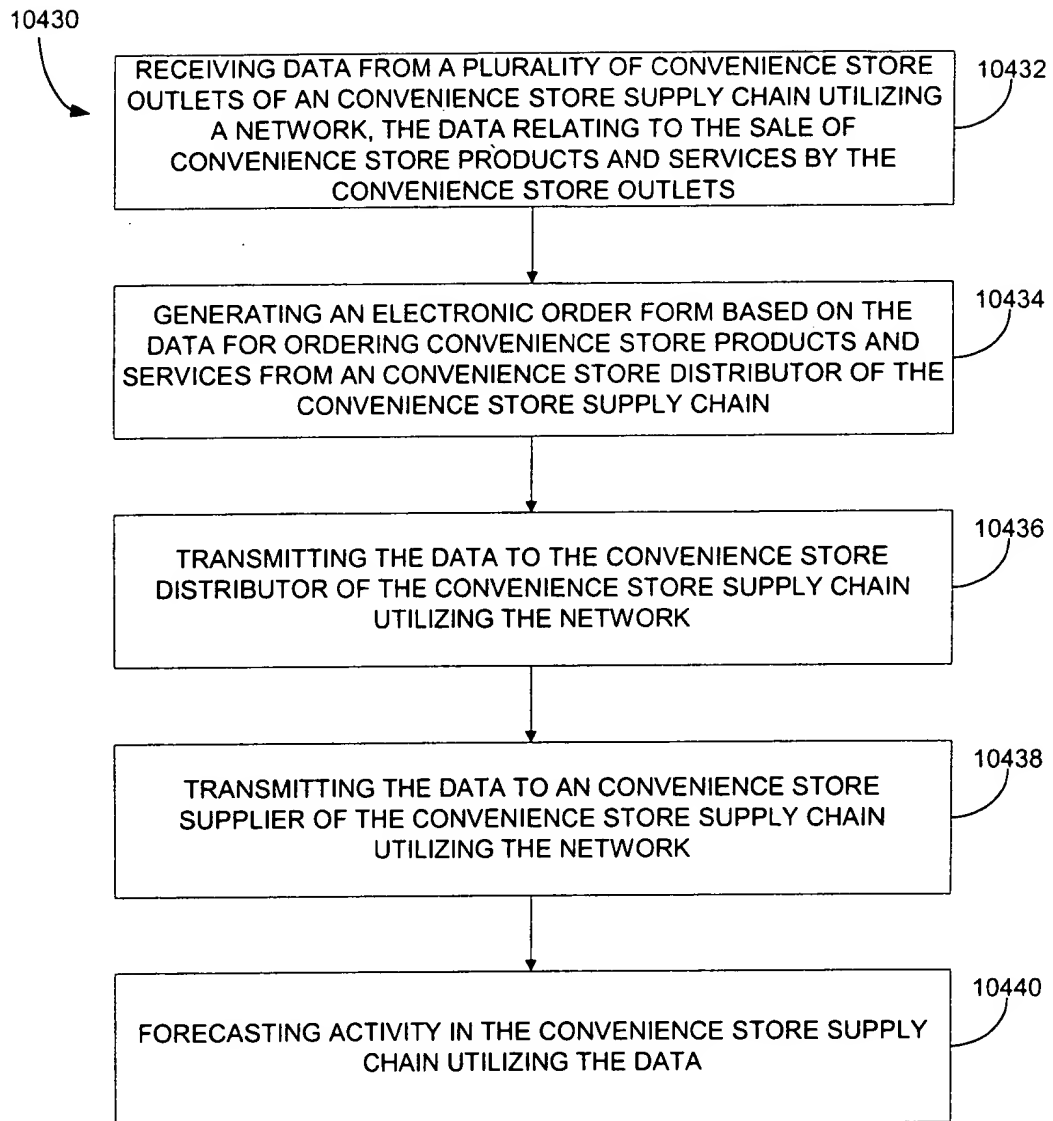 10430
RECEIVING DATA FROM A PLURALITY OF CONVENIENCE STORE
OUTLETS OF AN CONVENIENCE STORE SUPPLY CHAIN UTILIZING
A NETWORK, THE DATA RELATING TO THE SALE OF
CONVENIENCE STORE PRODUCTS AND SERVICES BY THE
CONVENIENCE STORE OUTLETS
10432
GENERATING AN ELECTRONIC ORDER FORM BASED ON THE
DATA FOR ORDERING CONVENIENCE STORE PRODUCTS AND
SERVICES FROM AN CONVENIENCE STORE DISTRIBUTOR OF THE
CONVENIENCE STORE SUPPLY CHAIN
10434
TRANSMITTING THE DATA TO THE CONVENIENCE STORE
DISTRIBUTOR OF THE CONVENIENCE STORE SUPPLY CHAIN
UTILIZING THE NETWORK
10436
TRANSMITTING THE DATA TO AN CONVENIENCE STORE
SUPPLIER OF THE CONVENIENCE STORE SUPPLY CHAIN
UTILIZING THE NETWORK
10438
FORECASTING ACTIVITY IN THE CONVENIENCE STORE SUPPLY
CHAIN UTILIZING THE DATA
10440